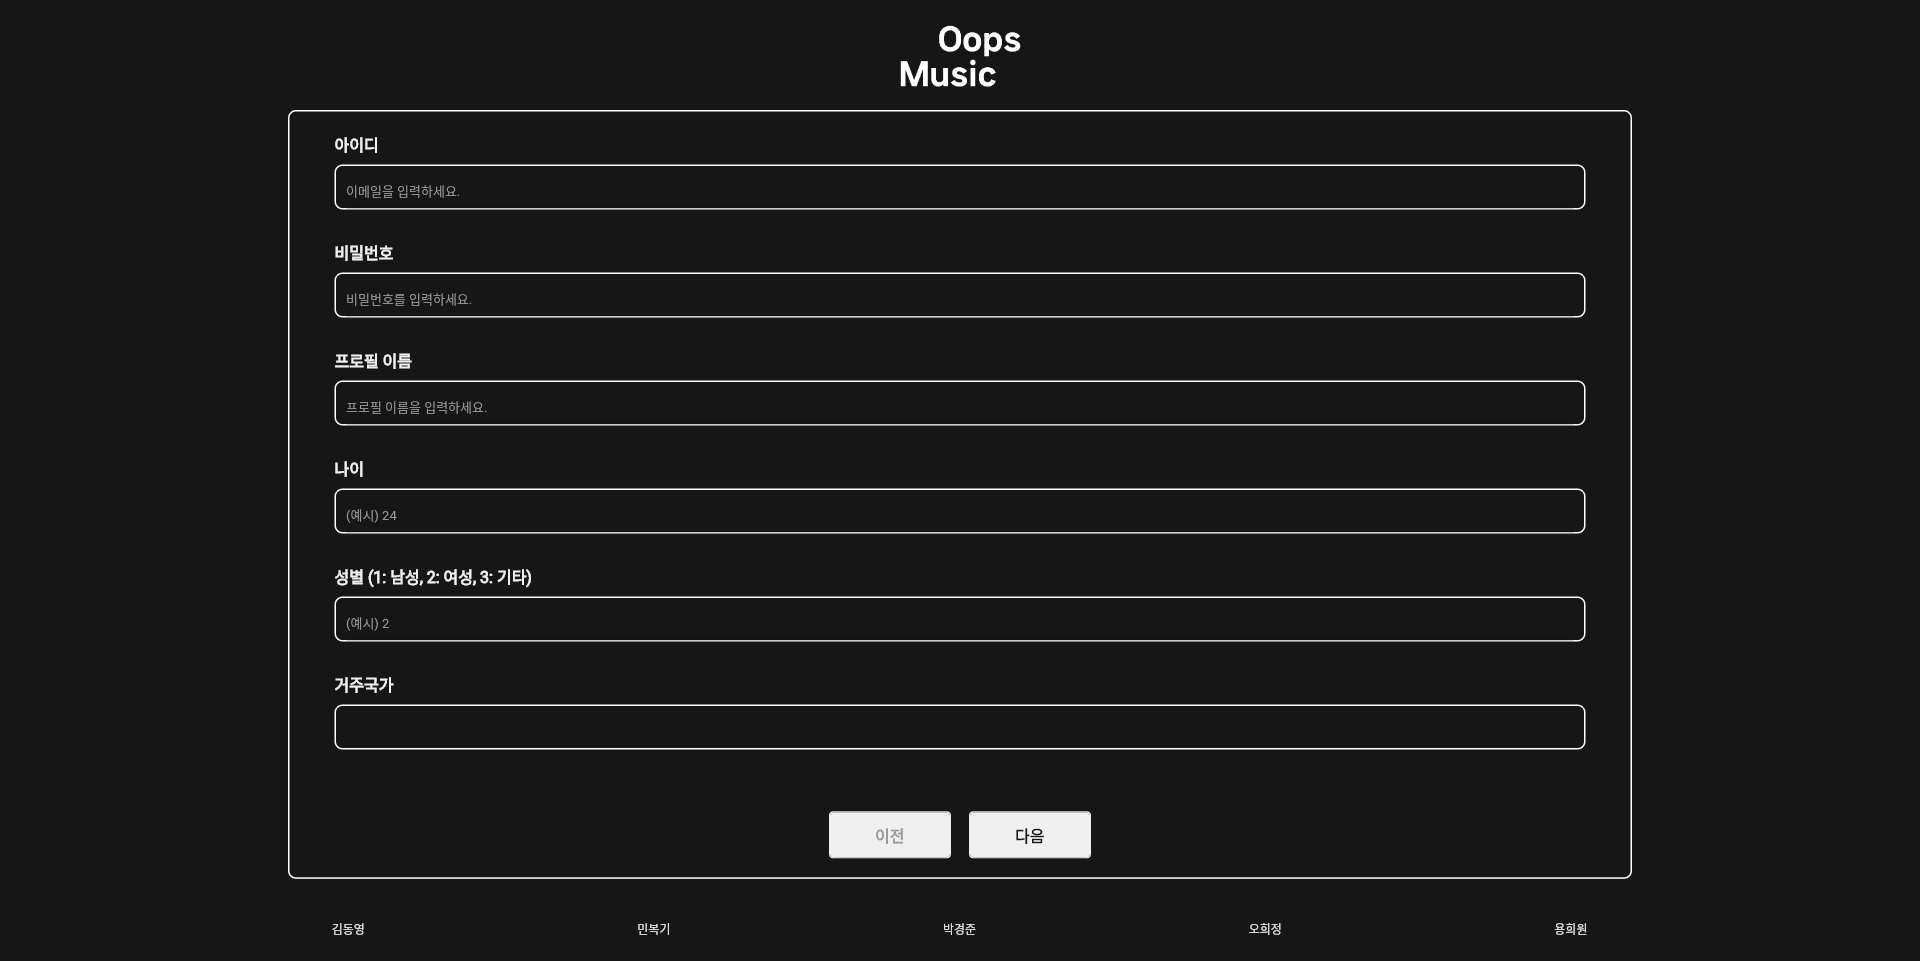 Oops
Music
아이디
이메일을 입력하세요.
비밀번호
비밀번호를 입력하세요.
프로필 이름
프로필 이름을 입력하세요.
나이
(예시) 24
성별 (1: 남성, 2: 여성, 3: 기타)
(예시) 2
거주국가
이전 다음
김동영 민복기 박경준 오희정 용희원